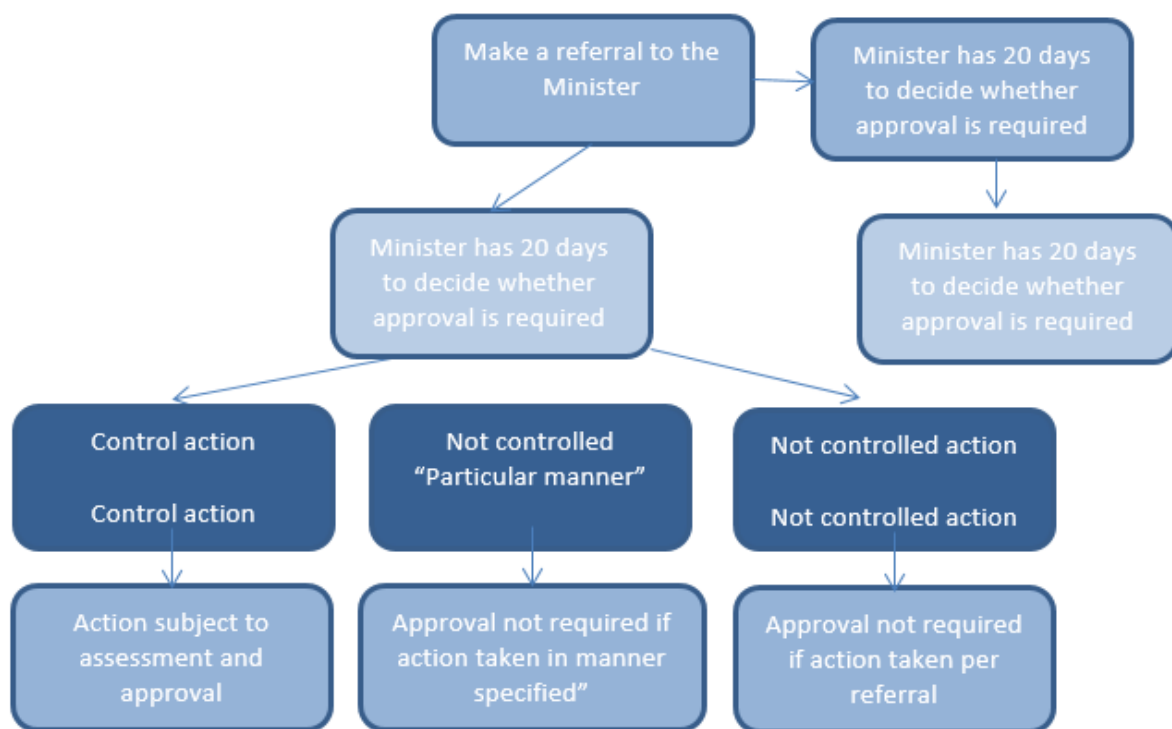 Make a referral to the
Minister
Minister has 20 days
to decide whether
approval is required
Minister has 20 days
to decide whether
approval is required
Minister has 20 days
to decide whether
approval is required
Control action
Control action
Not controlled
“Particular manner”
Not controlled action
Not controlled action
Action subject to
assessment and
approval
Approval not required if
action taken in manner
specified”
Approval not required
if action taken per
referral